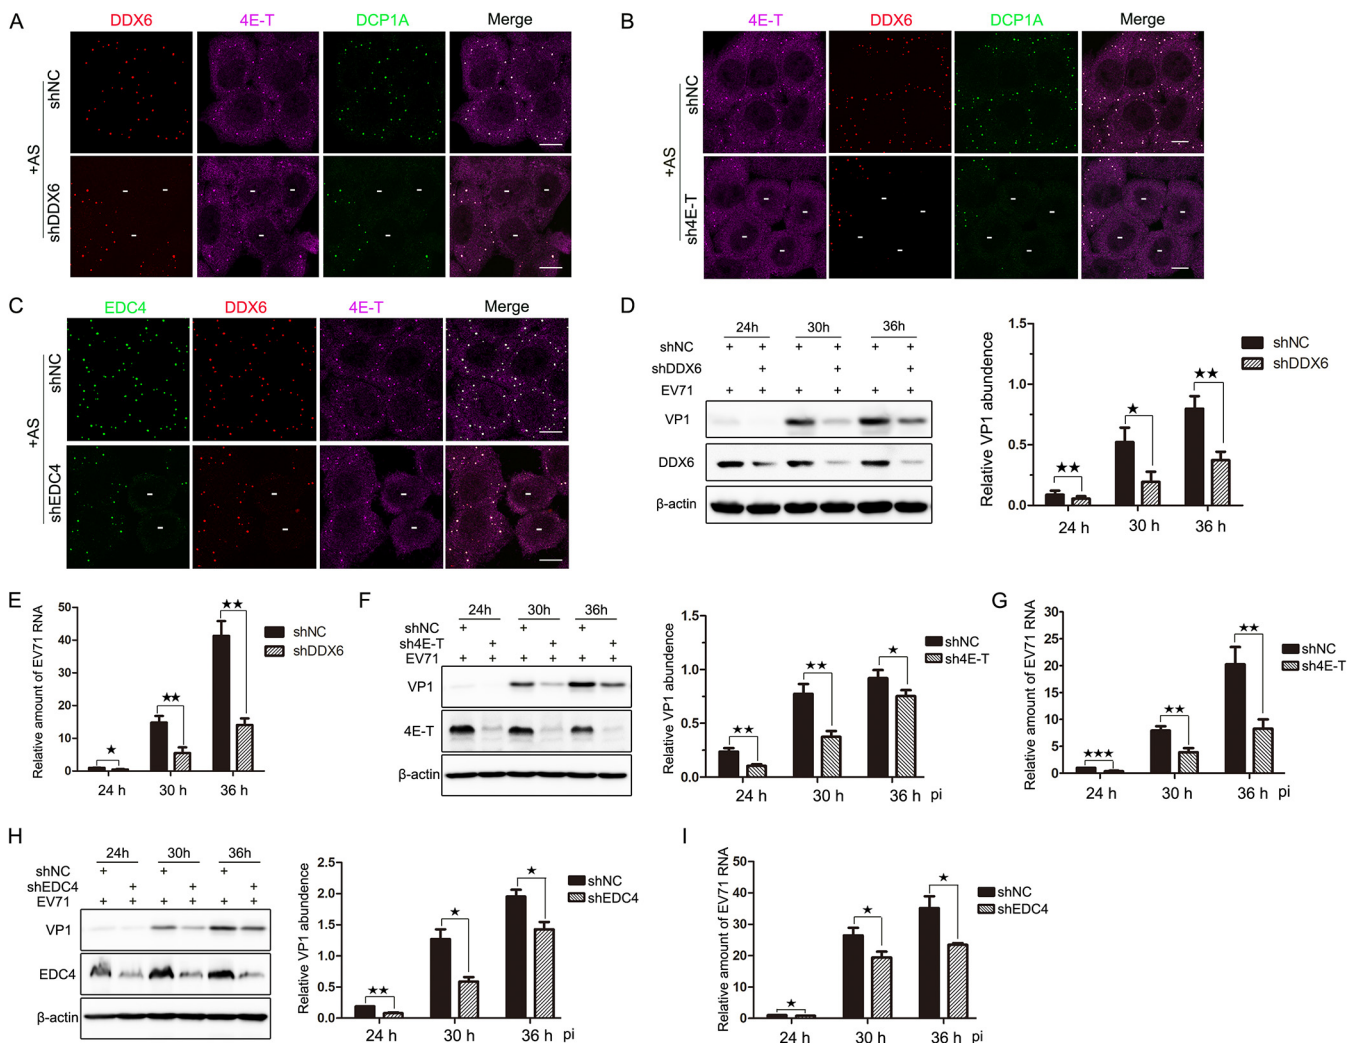 A
DDX6 4E-T DCP1A Merge
+AS
shNC
shDDX6
B
4E-T DDX6 DCP1A Merge
+AS
shNC
sh4E-T
C
EDC4 DDX6 4E-T Merge
+AS
shNC
shEDC4
D
24h 30h 36h
shNC + + + + + +
shDDX6 + + +
EV71 + + + + + +
VP1
DDX6
β-actin
Relative VP1 abundence
1.5
1.0
0.5
0.0
★★ ★ ★★
24 h 30 h 36 h
shNC
shDDX6
E
Relative amount of EV71 RNA
50
40
30
20
10
0
★ ★★ ★★
24 h 30 h 36 h
shNC
shDDX6
F
24h 30h 36h
shNC + + +
sh4E-T + + +
EV71 + + + + + +
VP1
4E-T
β-actin
Relative VP1 abundence
1.5
1.0
0.5
0.0
★★ ★★ ★
24 h 30 h 36 h pi
shNC
sh4E-T
G
Relative amount of EV71 RNA
30
25
20
15
10
5
0
★★★ ★★ ★★
24 h 30 h 36 h pi
shNC
sh4E-T
H
24h 30h 36h
shNC + + +
shEDC4 + + +
EV71 + + + + + +
VP1
EDC4
β-actin
Relative VP1 abundence
2.5
2.0
1.5
1.0
0.5
0.0
★★ ★ ★
24 h 30 h 36 h pi
shNC
shEDC4
I
Relative amount of EV71 RNA
50
40
30
20
10
0
★ ★ ★
24 h 30 h 36 h
shNC
shEDC4